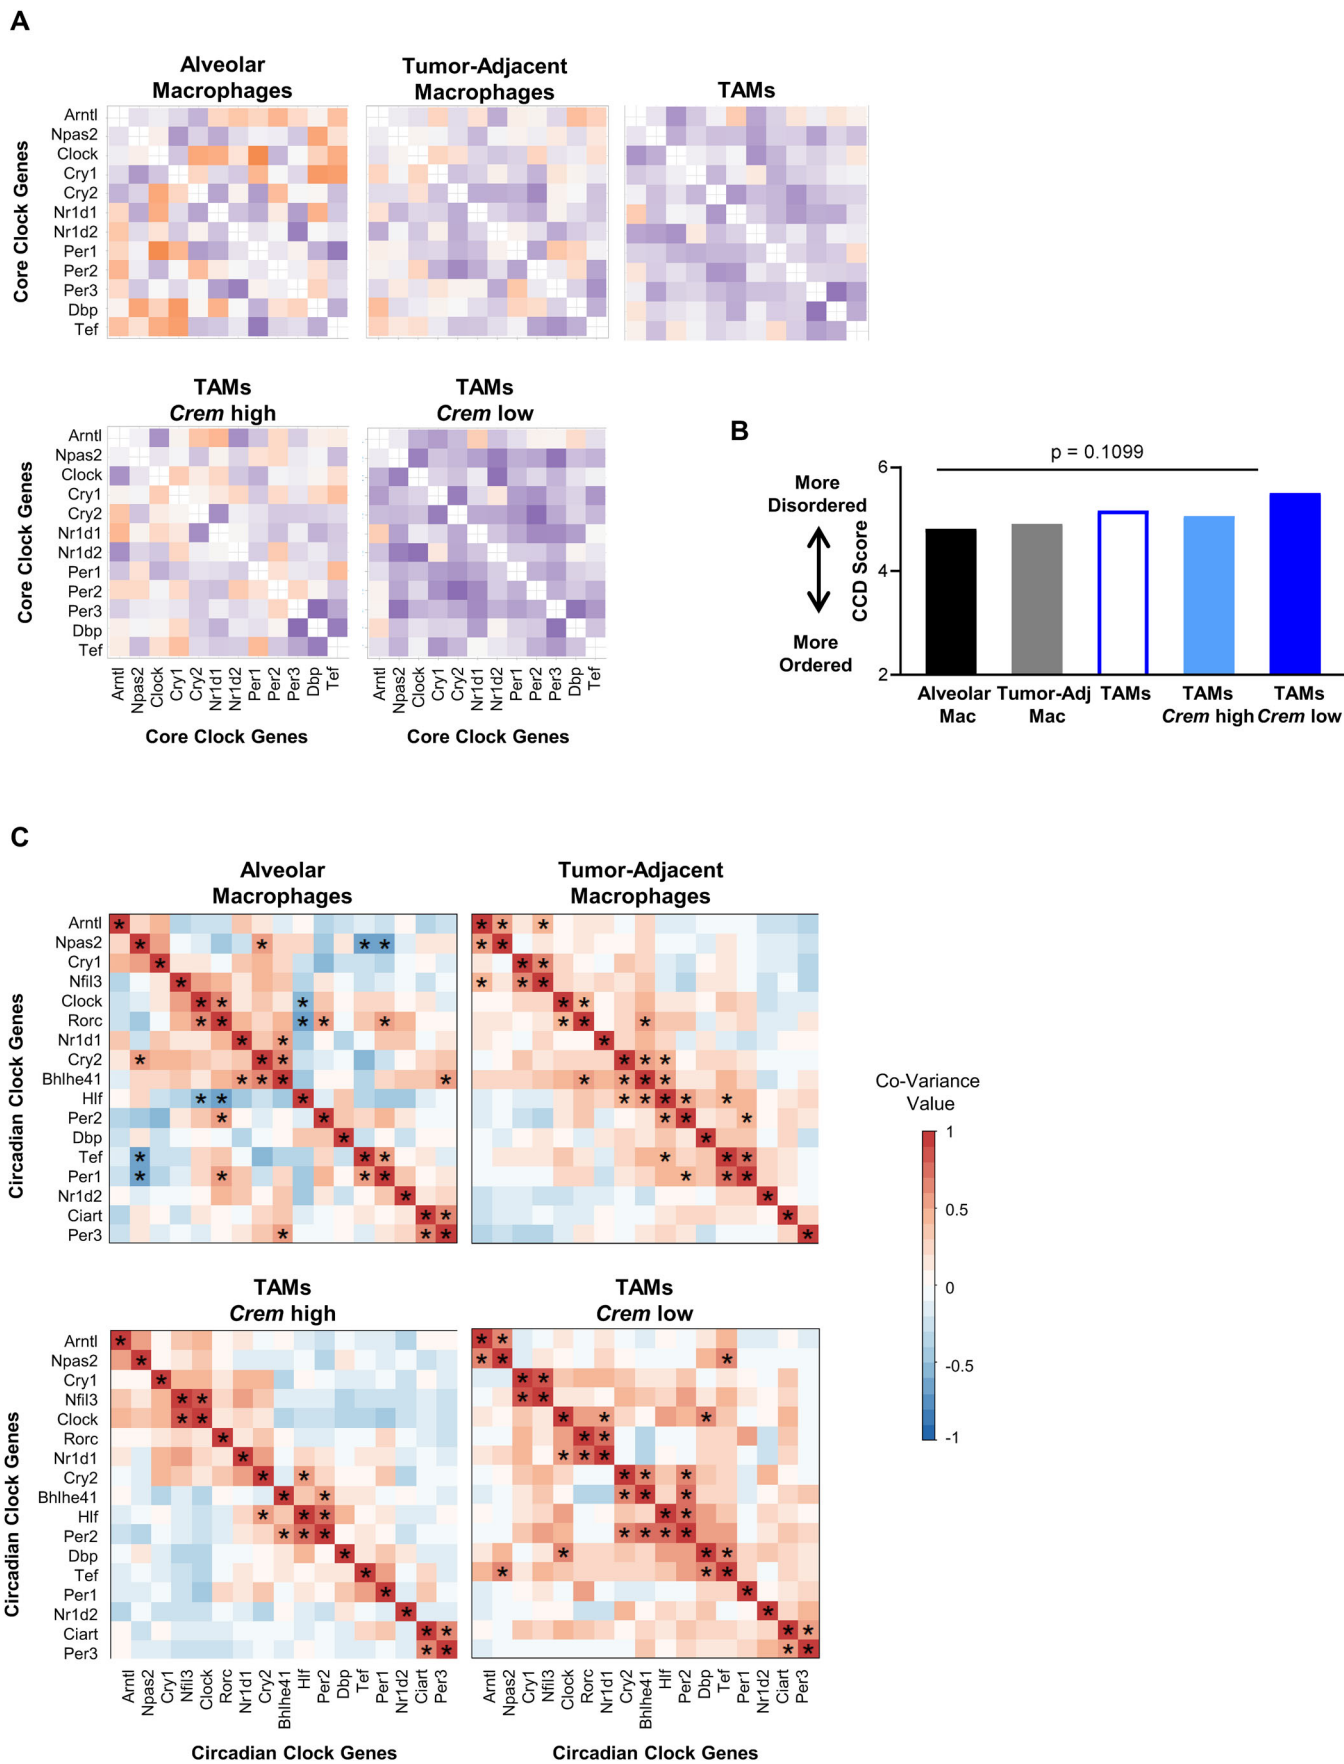 A
Alveolar
Macrophages
Tumor-Adjacent
Macrophages
TAMs
Core Clock Genes
Arntl
Npas2
Clock
Cry1
Cry2
Nr1d1
Nr1d2
Per1
Per2
Per3
Dbp
Tef
TAMs
Crem high
TAMs
Crem low
Core Clock Genes
Arntl
Npas2
Clock
Cry1
Cry2
Nr1d1
Nr1d2
Per1
Per2
Per3
Dbp
Tef
Arntl
Npas2
Clock
Cry1
Cry2
Nr1d1
Nr1d2
Per1
Per2
Per3
Dbp
Tef
Core Clock Genes
Arntl
Npas2
Clock
Cry1
Cry2
Nr1d1
Nr1d2
Per1
Per2
Per3
Dbp
Tef
Core Clock Genes
B
p = 0.1099
More
Disordered
More
Ordered
CCD Score
6
4
2
Alveolar
Mac
Tumor-Adj
Mac
TAMs
TAMs
Crem high
TAMs
Crem low
C
Alveolar
Macrophages
Tumor-Adjacent
Macrophages
Circadian Clock Genes
Arntl
Npas2
Cry1
Nfil3
Clock
Rorc
Nr1d1
Cry2
Bhlhe41
Hlf
Per2
Dbp
Tef
Per1
Nr1d2
Ciart
Per3
Co-Variance
Value
1
0.5
0
-0.5
-1
TAMs
Crem high
TAMs
Crem low
Circadian Clock Genes
Arntl
Npas2
Cry1
Nfil3
Clock
Rorc
Nr1d1
Cry2
Bhlhe41
Hlf
Per2
Dbp
Tef
Per1
Nr1d2
Ciart
Per3
Arntl
Npas2
Cry1
Nfil3
Clock
Rorc
Nr1d1
Cry2
Bhlhe41
Hlf
Per2
Dbp
Tef
Per1
Nr1d2
Ciart
Per3
Circadian Clock Genes
Arntl
Npas2
Cry1
Nfil3
Clock
Rorc
Nr1d1
Cry2
Bhlhe41
Hlf
Per2
Dbp
Tef
Per1
Nr1d2
Ciart
Per3
Circadian Clock Genes